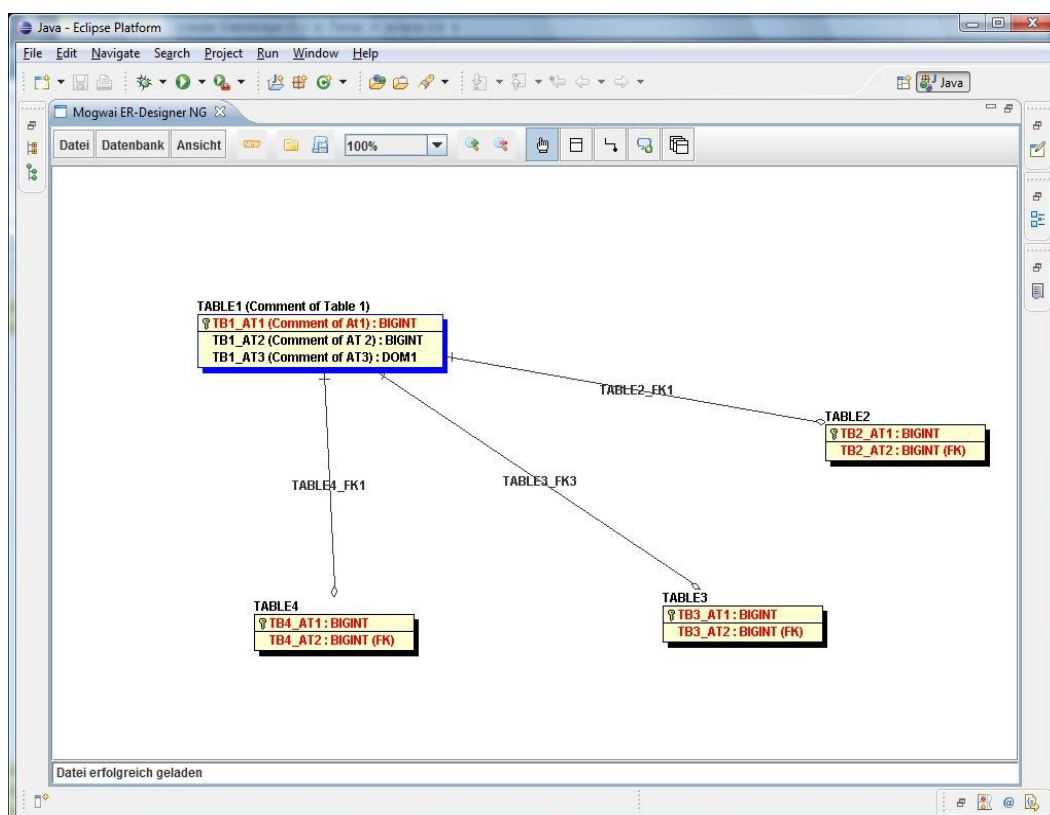 Java - Eclipse Platform
File Edit Navigate Search Project Run Window Help
Java
Mogwai ER-Designer NG
Datei Datenbank Ansicht 100%
TABLE1 (Comment of Table 1)
TB1_AT1 (Comment of At1) : BIGINT
TB1_AT2 (Comment of AT 2) : BIGINT
TB1_AT3 (Comment of AT3) : DOM1
TABLE2_FK1
TABLE2
TB2_AT1 : BIGINT
TB2_AT2 : BIGINT (FK)
TABLE4_FK1
TABLE3_FK3
TABLE4
TB4_AT1 : BIGINT
TB4_AT2 : BIGINT (FK)
TABLE3
TB3_AT1 : BIGINT
TB3_AT2 : BIGINT (FK)
Datei erfolgreich geladen